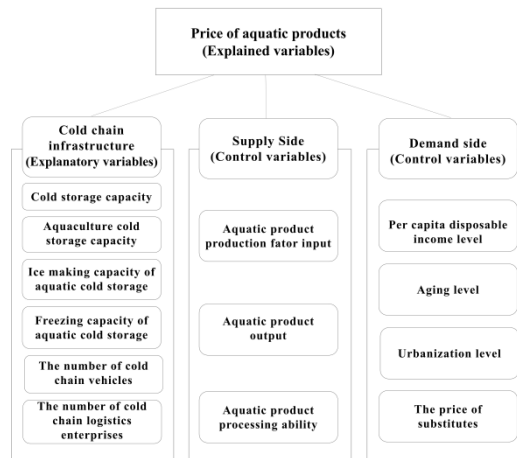 Price of aquatic products
(Explained variables)
Cold chain
infrastructure
(Explanatory variables)
Cold storage capacity
Aquaculture cold
storage capacity
Ice making capacity of
aquatic cold storage
Freezing capacity of
aquatic cold storage
The number of cold
chain vehicles
The number of cold
chain logistics
enterprises
Supply Side
(Control variables)
Aquatic product
production fator input
Aquatic product
output
Aquatic product
processing ability
Demand side
(Control variables)
Per capita disposable
income level
Aging level
Urbanization level
The price of
substitutes